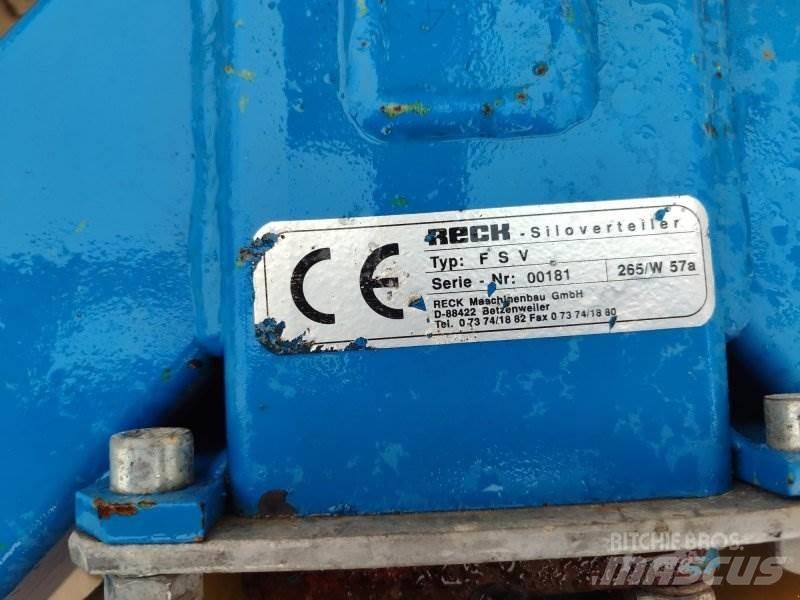 RECK - Siloverteiler
Typ: F S V
Serie - Nr: 00181 265/W 57a
RECK Maschinenbau GmbH
D-88422 Betzenweiler
Tel. 0 73 74/18 82 Fax 0 73 74/18 80
CE
RITCHIE BROS.
MASCUS